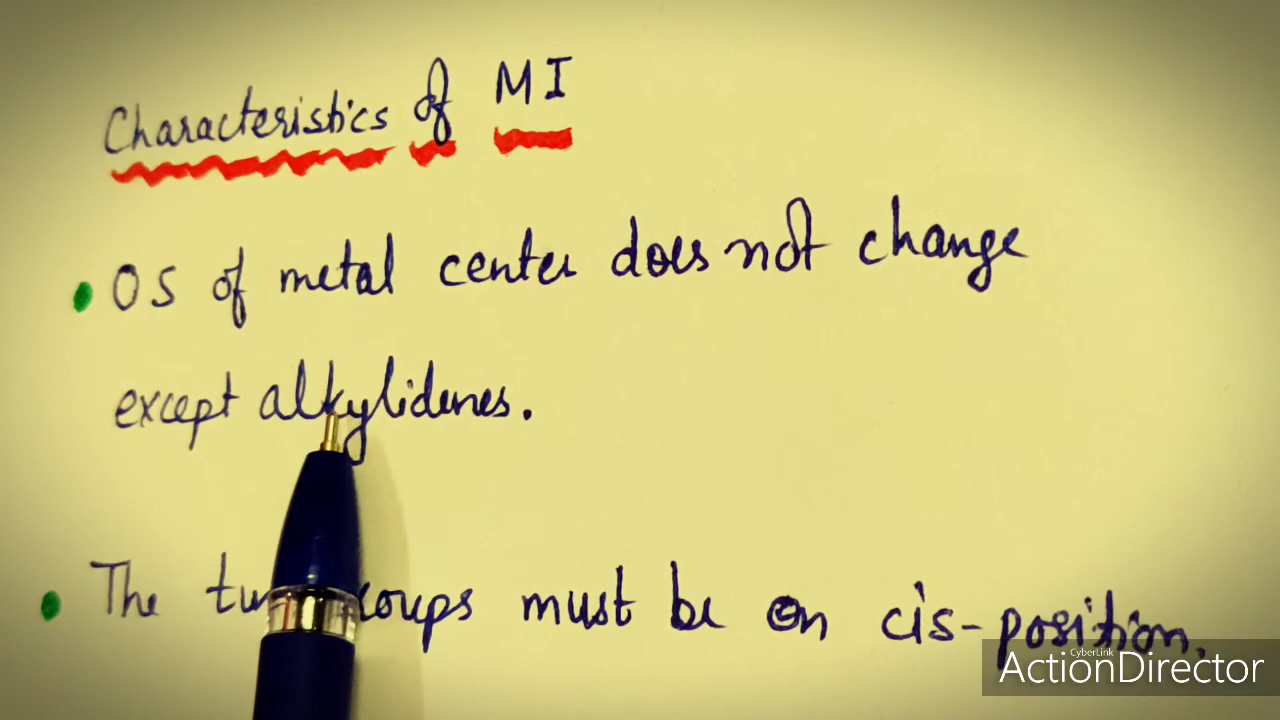 Characteristics of MI
• OS of metal center does not change
except alkylidenes.
• The must be on cis-position.
CyberLink
ActionDirector